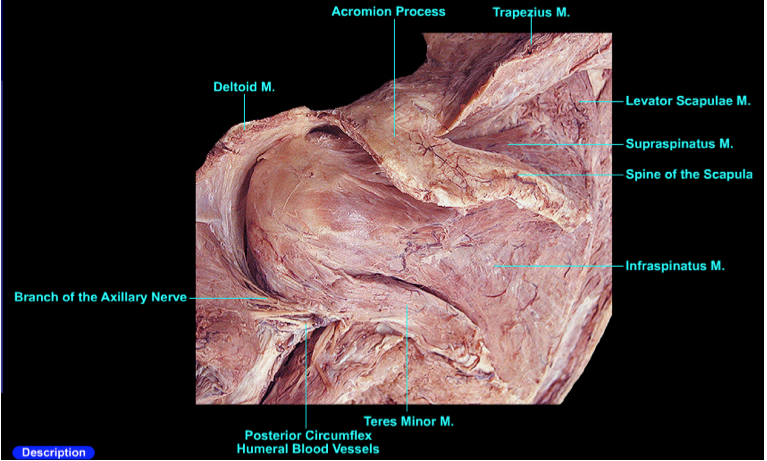 Acromion Process
Trapezius M.
Deltoid M.
Levator Scapulae M.
Supraspinatus M.
Spine of the Scapula
Infraspinatus M.
Branch of the Axillary Nerve
Teres Minor M.
Posterior Circumflex
Humeral Blood Vessels
Description